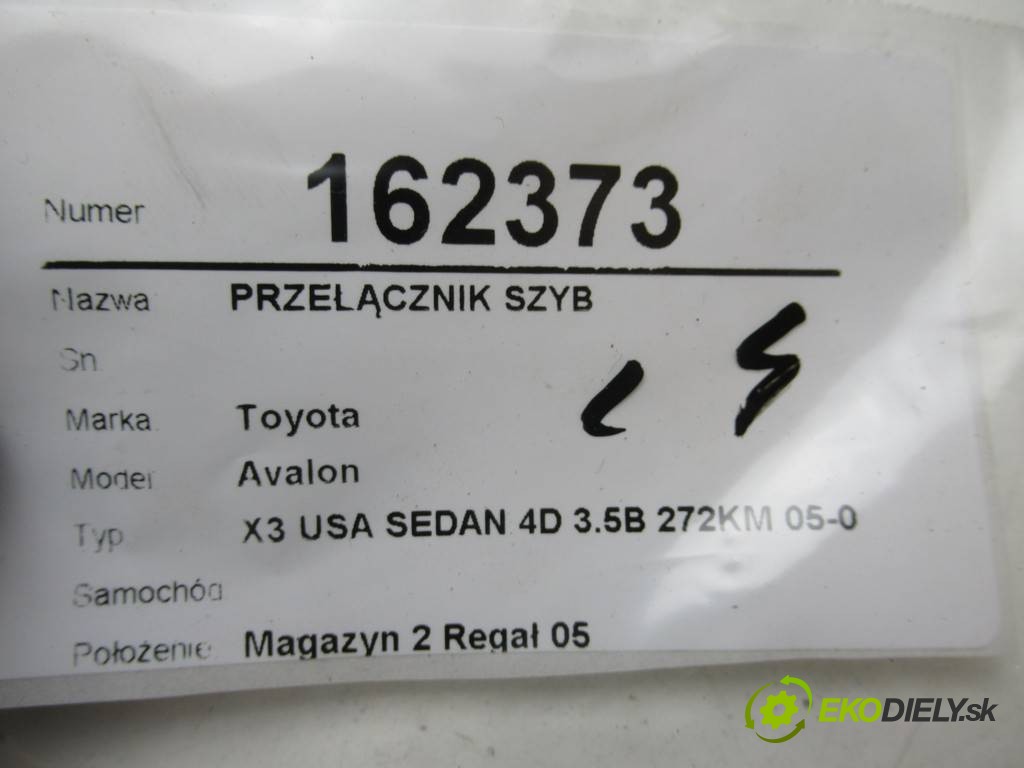 Numer 162373
Nazwa PRZEŁĄCZNIK SZYB
Sn
Marka Toyota
Model Avalon
Typ X3 USA SEDAN 4D 3.5B 272KM 05-0
Samochód
Położenie Magazyn 2 Regał 05
EKODIELY.sk